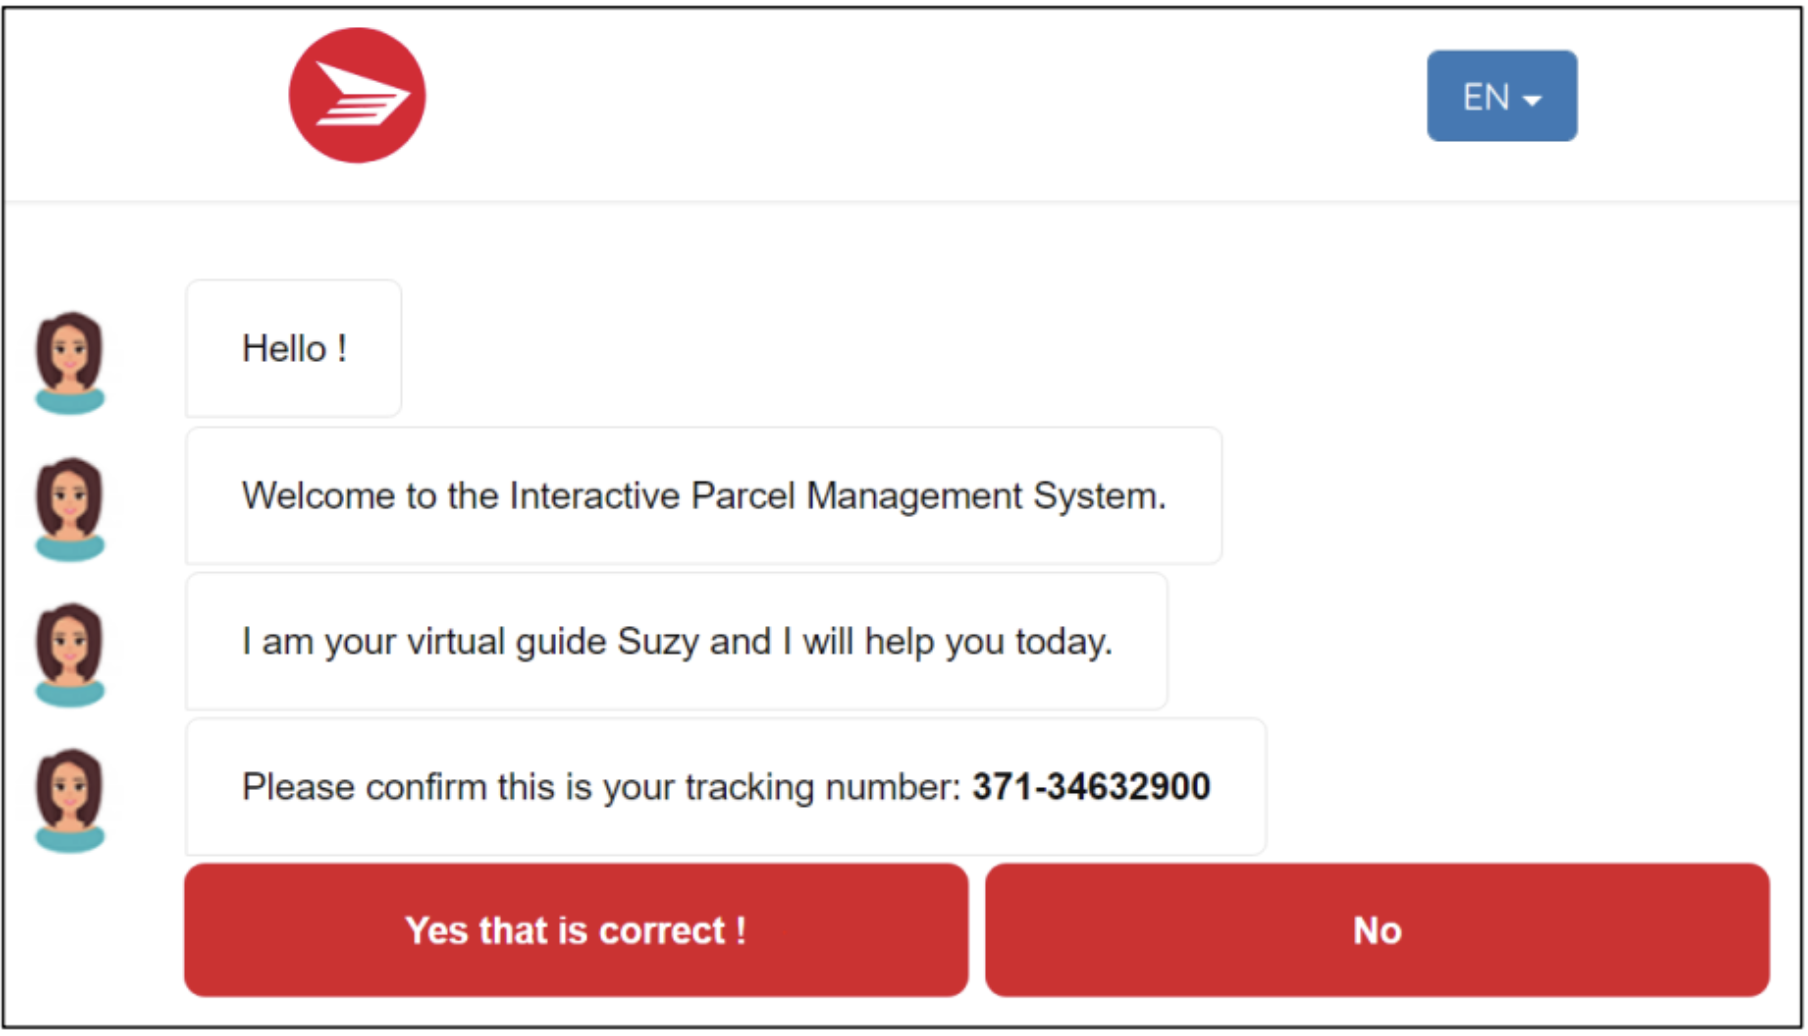 EN
Hello !
Welcome to the Interactive Parcel Management System.
I am your virtual guide Suzy and I will help you today.
Please confirm this is your tracking number: 371-34632900
Yes that is correct !
No